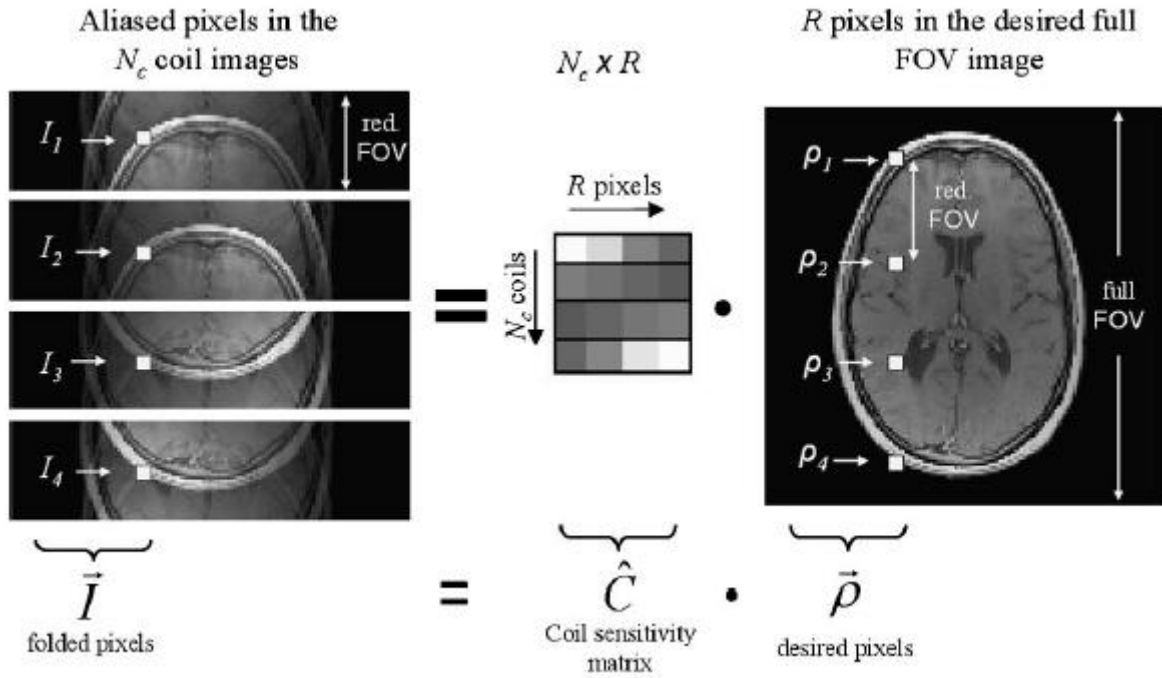 Aliased pixels in the
N_c coil images
I_1
red.
FOV
I_2
I_3
I_4
=
N_c x R
R pixels
N_c coils
•
R pixels in the desired full
FOV image
ρ_1
red.
FOV
ρ_2
full
FOV
ρ_3
ρ_4
I⃗
folded pixels
=
Ĉ
Coil sensitivity
matrix
•
ρ⃗
desired pixels